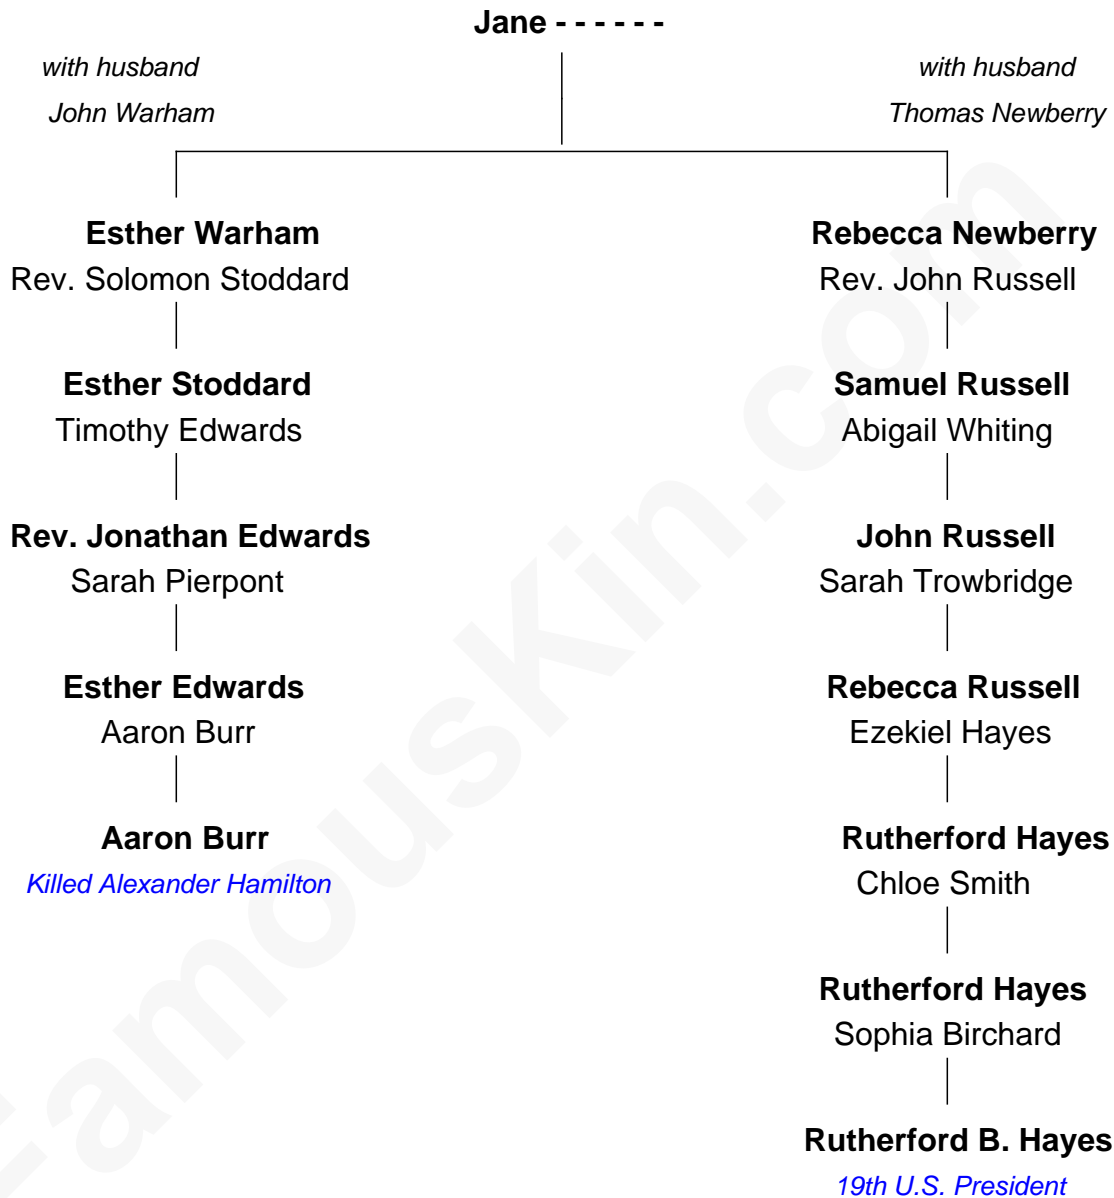 Jane - - - - - -
with husband
John Warham
with husband
Thomas Newberry
Esther Warham
Rev. Solomon Stoddard
Esther Stoddard
Timothy Edwards
Rev. Jonathan Edwards
Sarah Pierpont
Esther Edwards
Aaron Burr
Aaron Burr
Killed Alexander Hamilton
Rebecca Newberry
Rev. John Russell
Samuel Russell
Abigail Whiting
John Russell
Sarah Trowbridge
Rebecca Russell
Ezekiel Hayes
Rutherford Hayes
Chloe Smith
Rutherford Hayes
Sophia Birchard
Rutherford B. Hayes
19th U.S. President
FamousKin.com